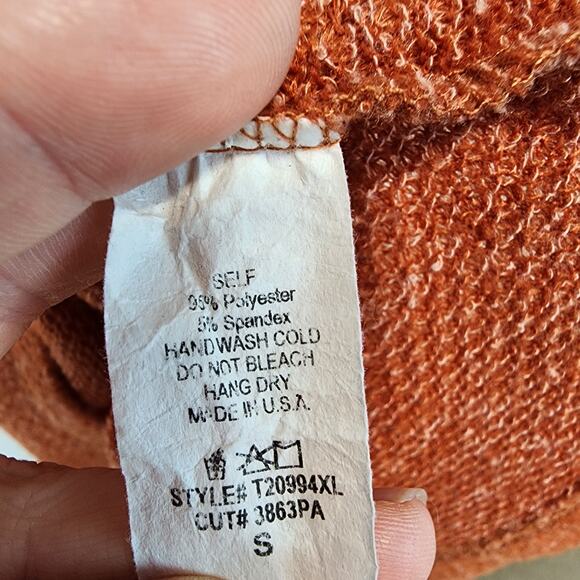 SELF
95% Polyester
5% Spandex
HANDWASH COLD
DO NOT BLEACH
HANG DRY
MADE IN U.S.A.
STYLE# T20994XL
CUT# 3863PA
S